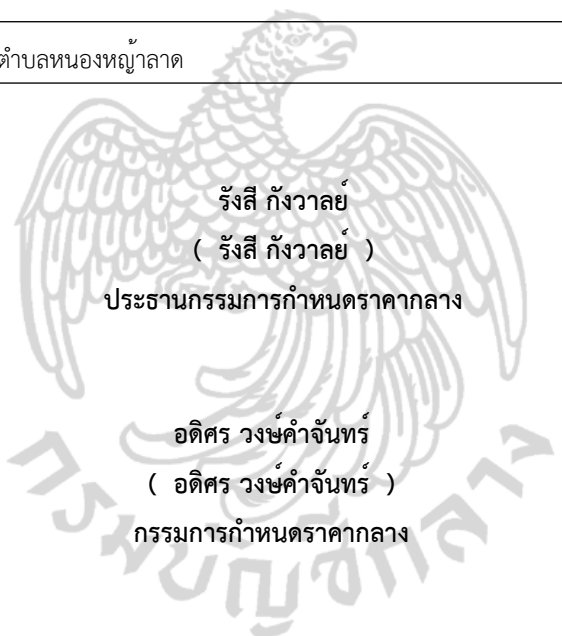 ตำบลหนองหญ้าลาด
รังสี กังวาลย์
( รังสี กังวาลย์ )
ประธานกรรมการกำหนดราคากลาง
อดิศร วงษ์คำจันทร์
( อดิศร วงษ์คำจันทร์ )
กรรมการกำหนดราคากลาง
กรมบัญชีกลาง